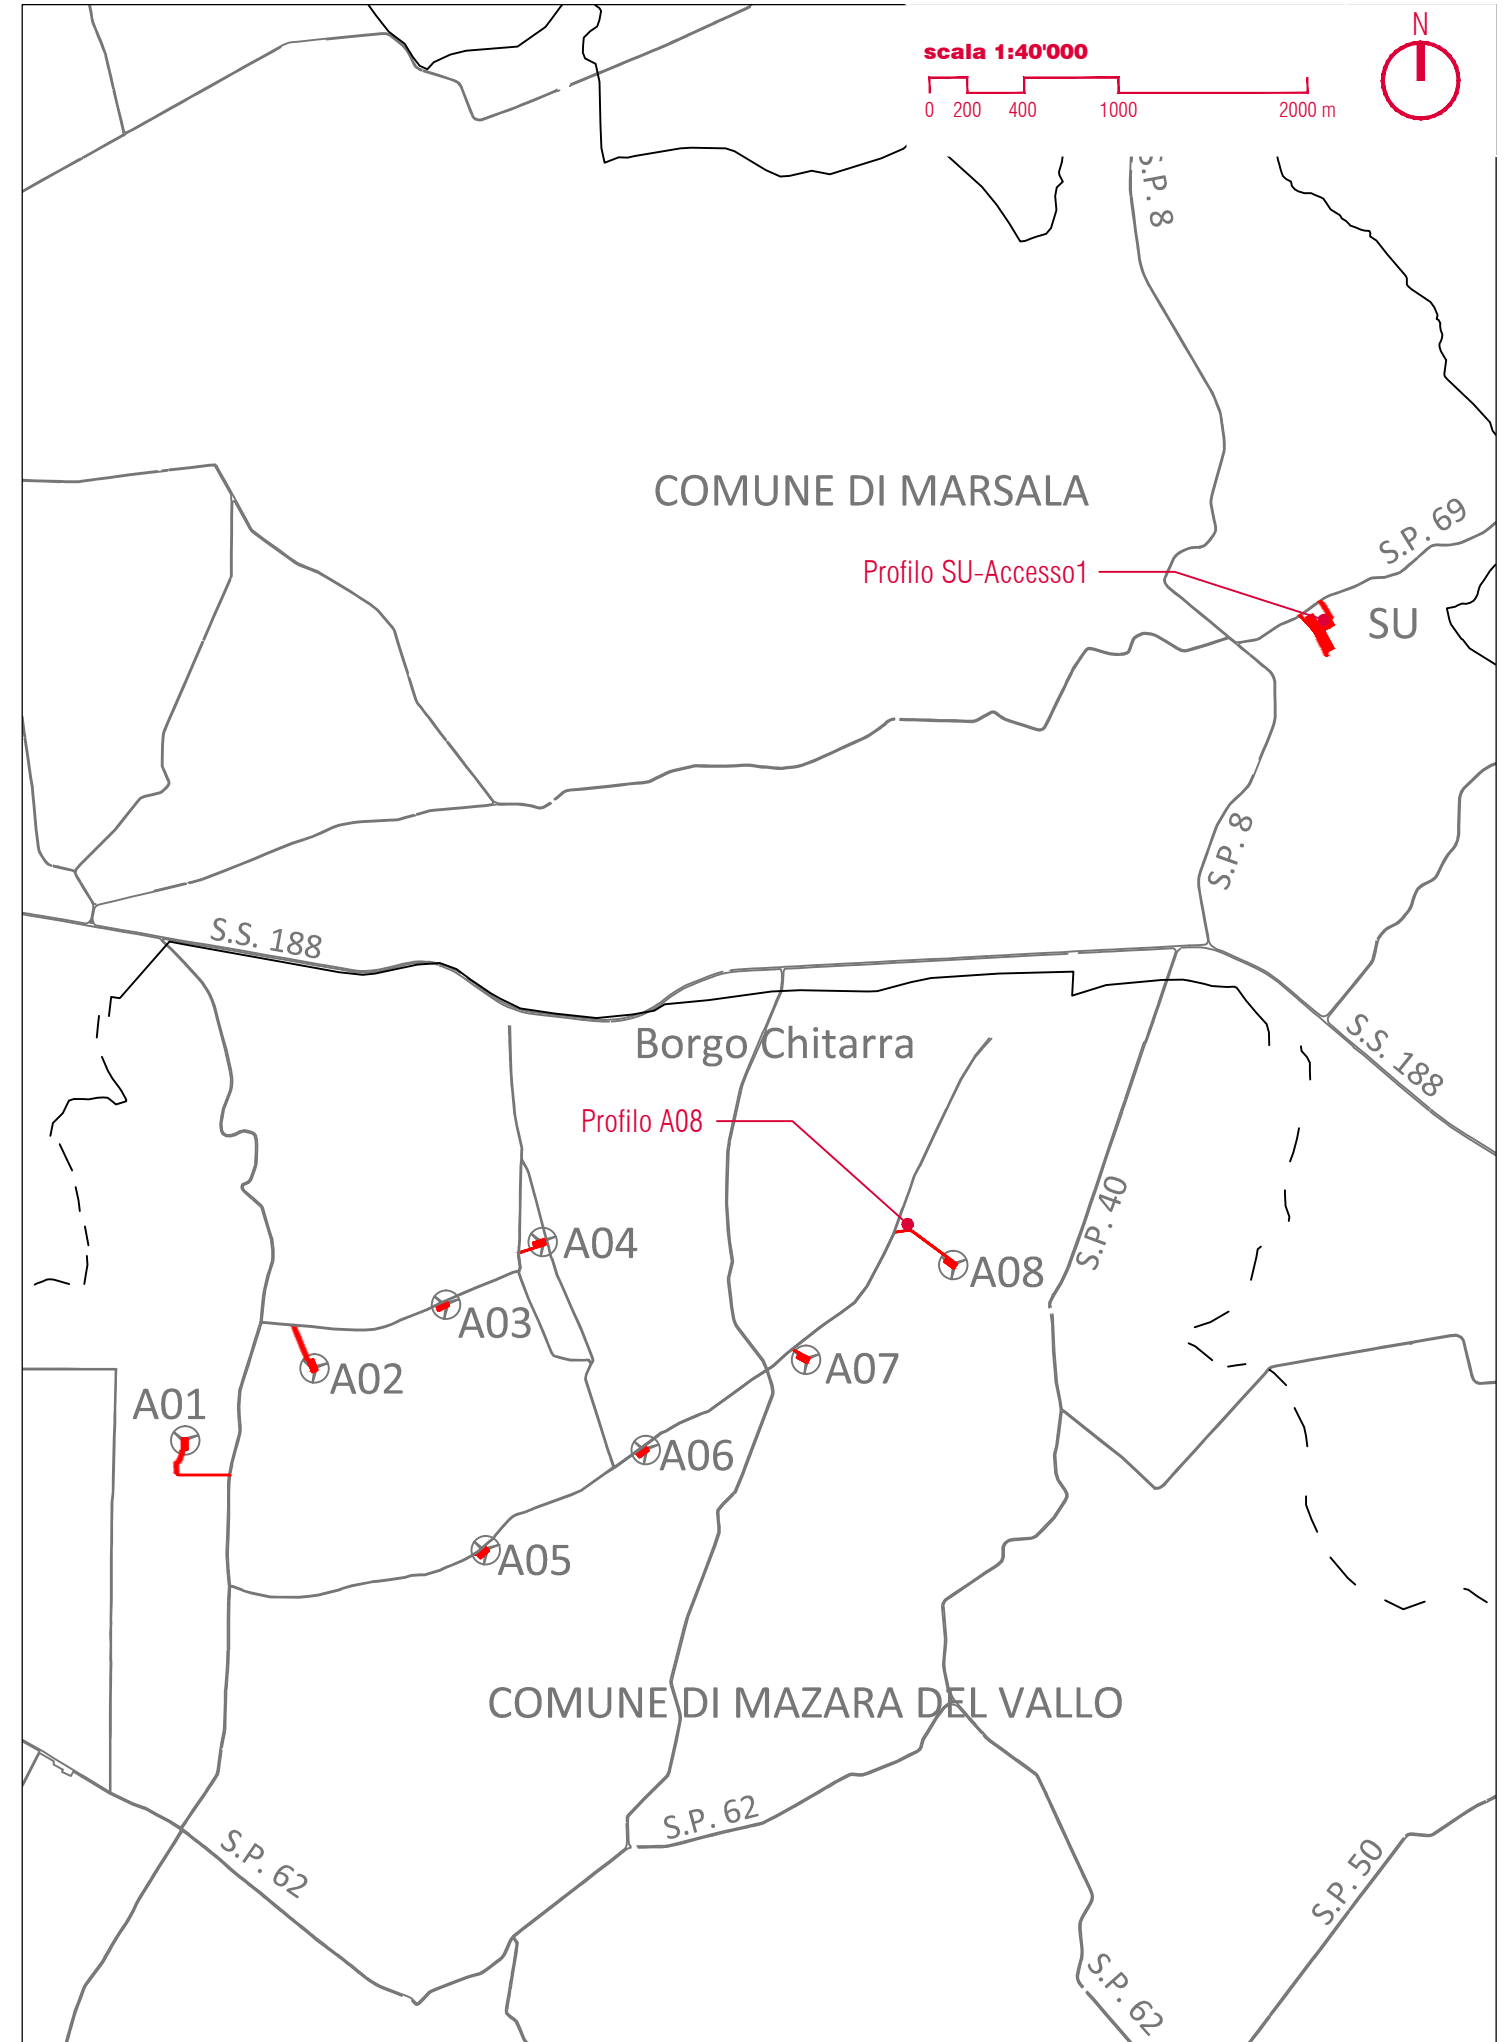 N
scala 1:40'000
0 200 400 1000 2000 m
S.P. 8
COMUNE DI MARSALA
S.P. 69
Profilo SU-Accesso1
SU
S.P. 8
S.S. 188
Borgo Chitarra
S.S. 188
Profilo A08
S.P. 40
A04
A08
A03
A07
A02
A01
A06
A05
COMUNE DI MAZARA DEL VALLO
S.P. 62
S.P. 62
S.P. 50
S.P. 62